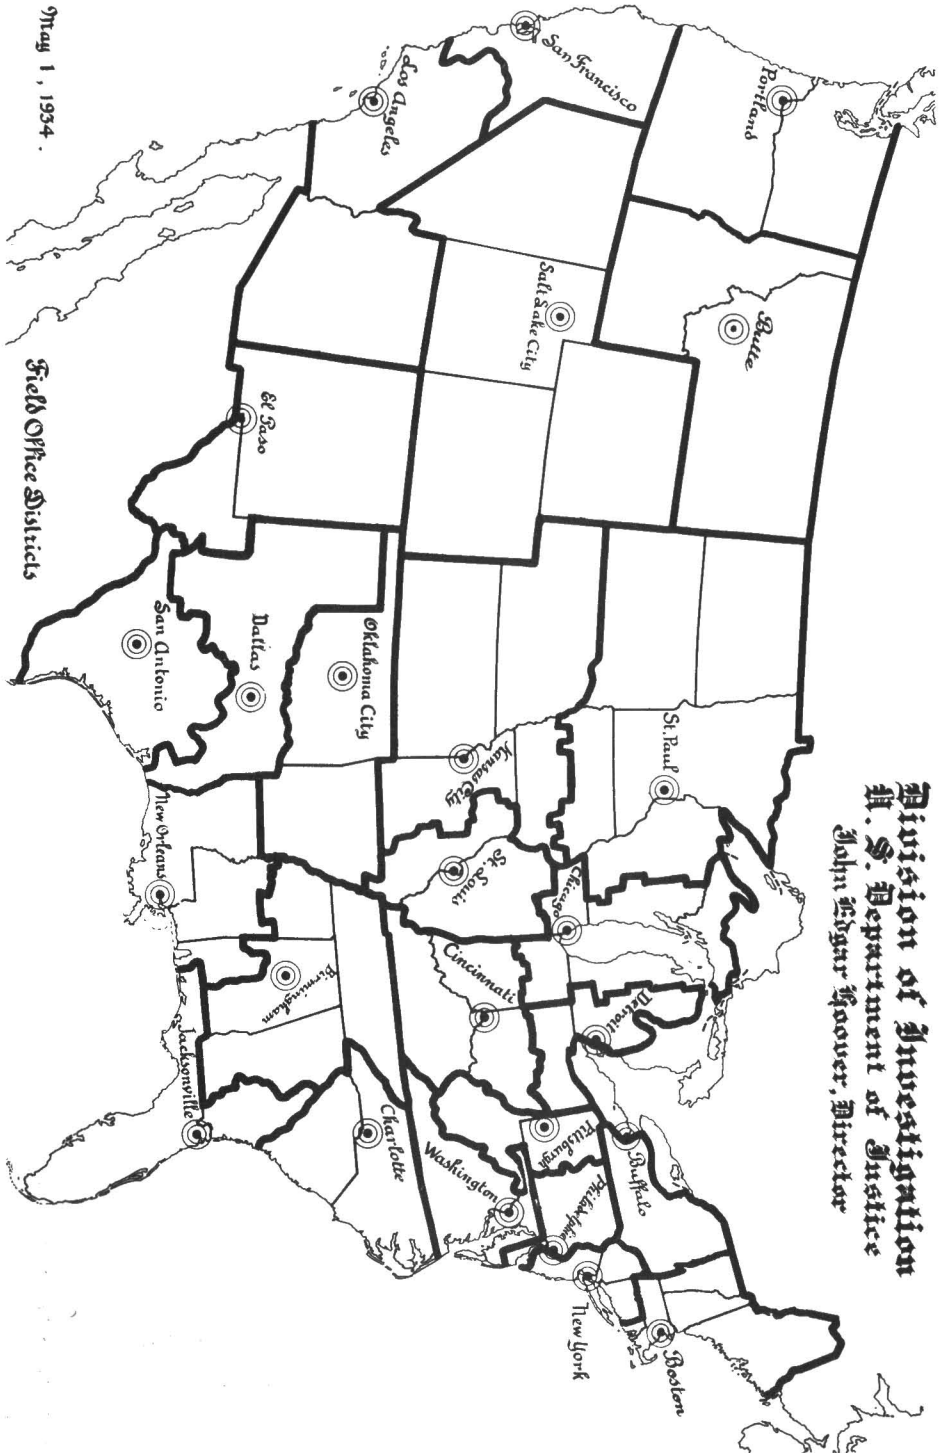 Division of Investigation
U. S. Department of Justice
John Edgar Hoover, Director
Portland
Butte
St. Paul
San Francisco
Salt Lake City
Los Angeles
El Paso
Oklahoma City
Dallas
San Antonio
Kansas City
St. Louis
Chicago
Detroit
Cincinnati
New Orleans
Birmingham
Jacksonville
Charlotte
Washington
Pittsburgh
Philadelphia
Buffalo
New York
Boston
May 1, 1934.
Field Office Districts